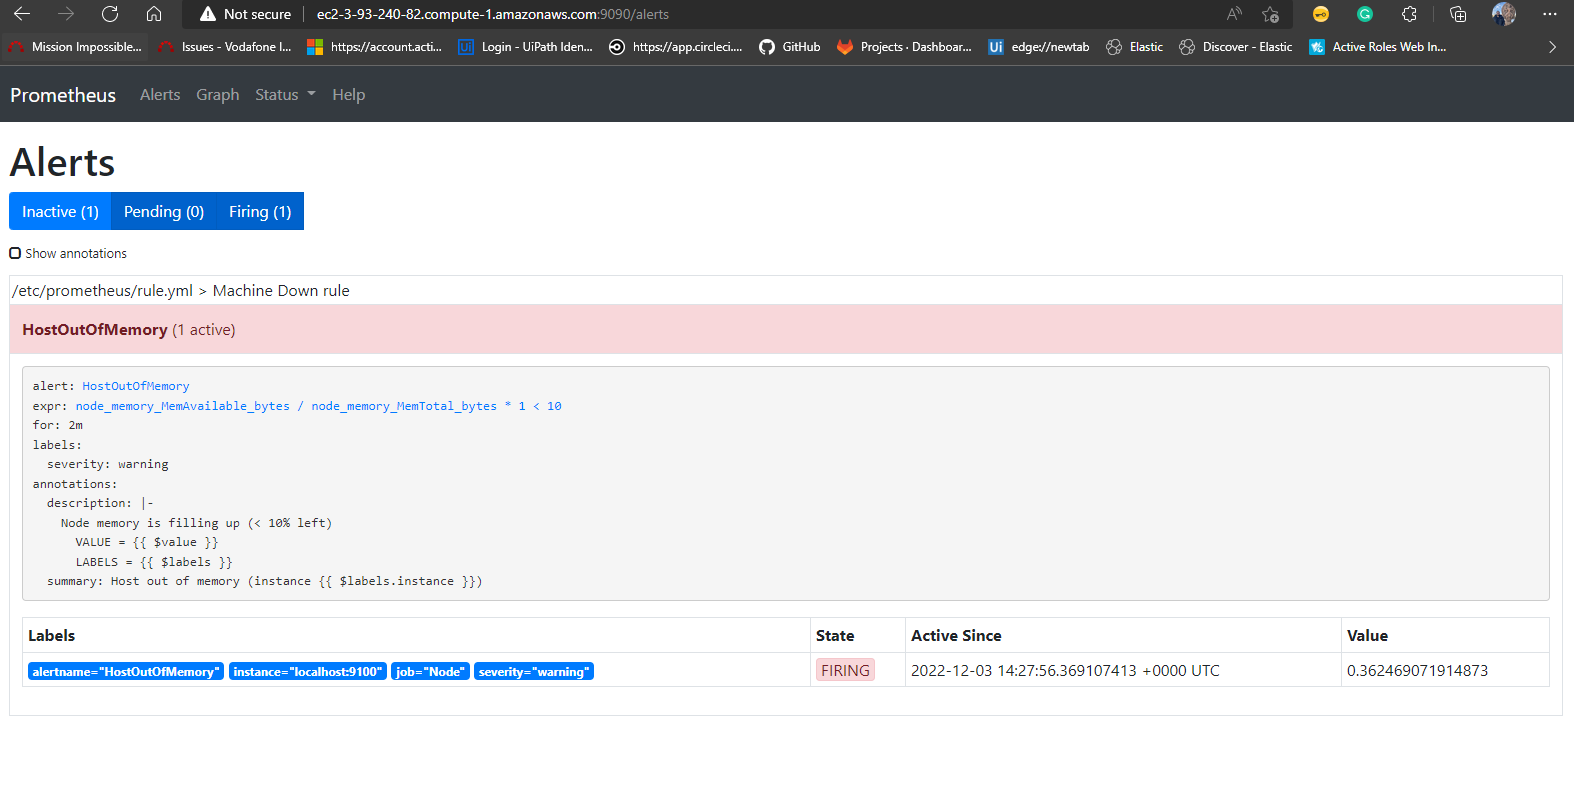 Not secure ec2-3-93-240-82.compute-1.amazonaws.com:9090/alerts
Mission Impossible... Issues - Vodafone I... https://account.acti... Login - UiPath Iden... https://app.circleci.... GitHub Projects · Dashboar... edge://newtab Elastic Discover - Elastic Active Roles Web In...
Prometheus Alerts Graph Status Help
Alerts
Inactive (1) Pending (0) Firing (1)
Show annotations
/etc/prometheus/rule.yml > Machine Down rule
HostOutOfMemory (1 active)
alert: HostOutOfMemory
expr: node_memory_MemAvailable_bytes / node_memory_MemTotal_bytes * 1 < 10
for: 2m
labels:
  severity: warning
annotations:
  description: |-
    Node memory is filling up (< 10% left)
      VALUE = {{ $value }}
      LABELS = {{ $labels }}
  summary: Host out of memory (instance {{ $labels.instance }})
Labels State Active Since Value
alertname="HostOutOfMemory" instance="localhost:9100" job="Node" severity="warning" FIRING 2022-12-03 14:27:56.369107413 +0000 UTC 0.362469071914873